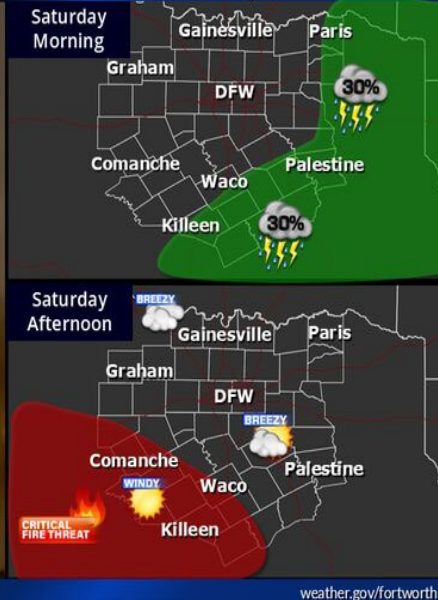 Saturday
Morning
Gainesville
Paris
Graham
30%
DFW
Comanche
Palestine
Waco
30%
Killeen
Saturday
Afternoon
BREEZY
Gainesville
Paris
Graham
DFW
BREEZY
Comanche
Palestine
WINDY
Waco
CRITICAL
FIRE THREAT
Killeen
weather.gov/fortworth